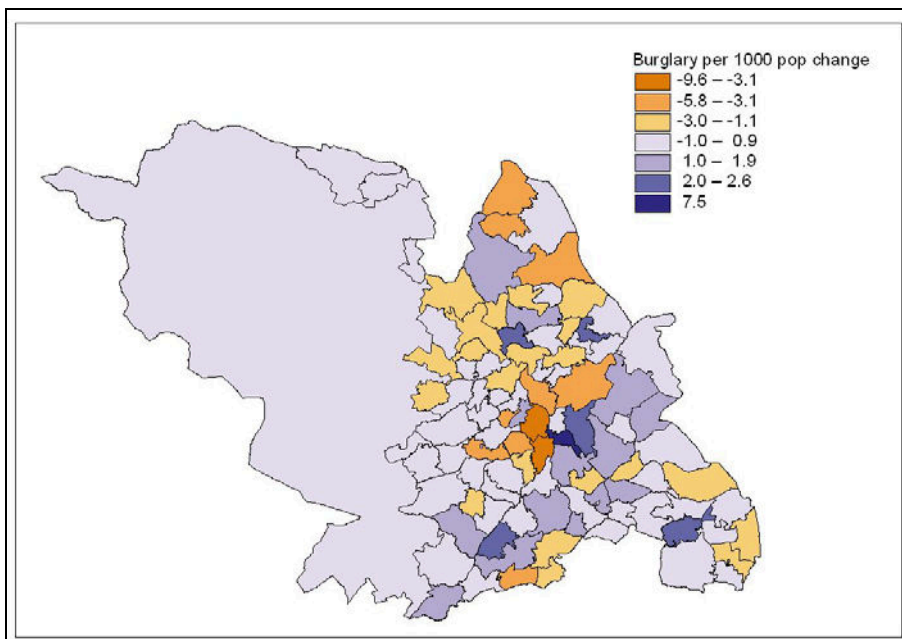 Burglary per 1000 pop change
-9.6 – -3.1
-5.8 – -3.1
-3.0 – -1.1
-1.0 – 0.9
1.0 – 1.9
2.0 – 2.6
7.5